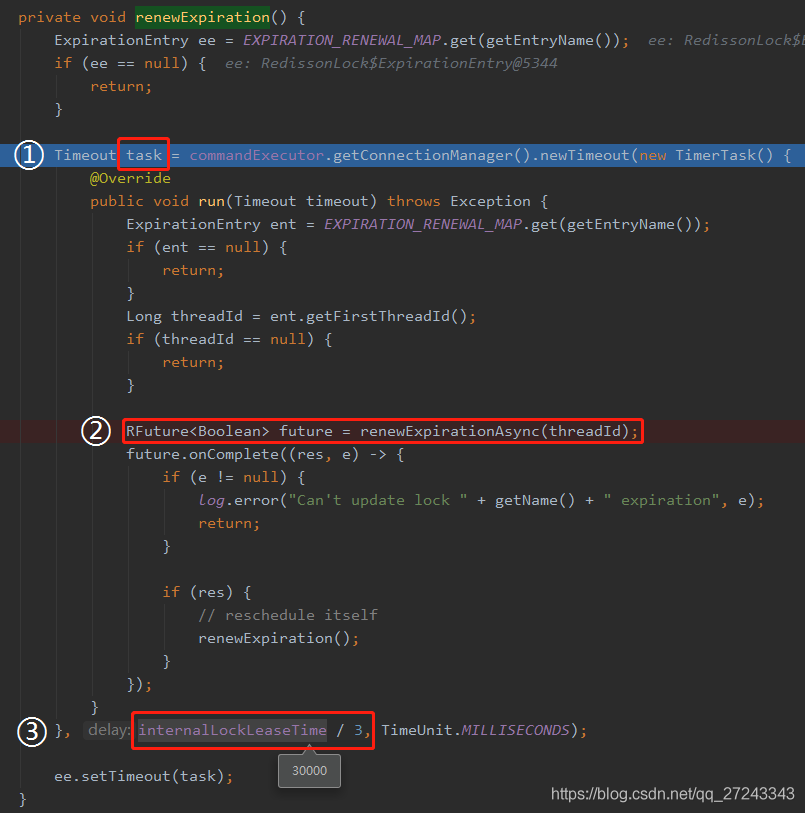 private void renewExpiration() {
ExpirationEntry ee = EXPIRATION_RENEWAL_MAP.get(getEntryName()); ee: RedissonLock$
if (ee == null) { ee: RedissonLock$ExpirationEntry@5344
return;
}
① Timeout task = commandExecutor.getConnectionManager().newTimeout(new TimerTask() {
@Override
public void run(Timeout timeout) throws Exception {
ExpirationEntry ent = EXPIRATION_RENEWAL_MAP.get(getEntryName());
if (ent == null) {
return;
}
Long threadId = ent.getFirstThreadId();
if (threadId == null) {
return;
}
② RFuture<Boolean> future = renewExpirationAsync(threadId);
future.onComplete((res, e) -> {
if (e != null) {
log.error("Can't update lock " + getName() + " expiration", e);
return;
}
if (res) {
// reschedule itself
renewExpiration();
}
});
}
③ }, delay: internalLockLeaseTime / 3, TimeUnit.MILLISECONDS);
30000
ee.setTimeout(task);
}
https://blog.csdn.net/qq_27243343